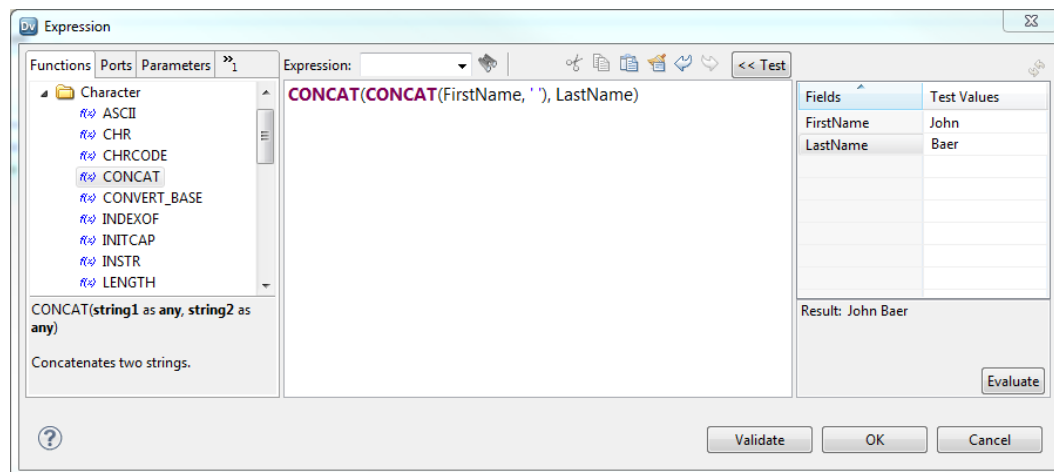 Dv Expression
Functions Ports Parameters »1
Character
f(x) ASCII
f(x) CHR
f(x) CHRCODE
f(x) CONCAT
f(x) CONVERT_BASE
f(x) INDEXOF
f(x) INITCAP
f(x) INSTR
f(x) LENGTH
CONCAT(string1 as any, string2 as
any)
Concatenates two strings.
Expression:
<< Test
CONCAT(CONCAT(FirstName, ' '), LastName)
Fields Test Values
FirstName John
LastName Baer
Result: John Baer
Evaluate
? Validate OK Cancel